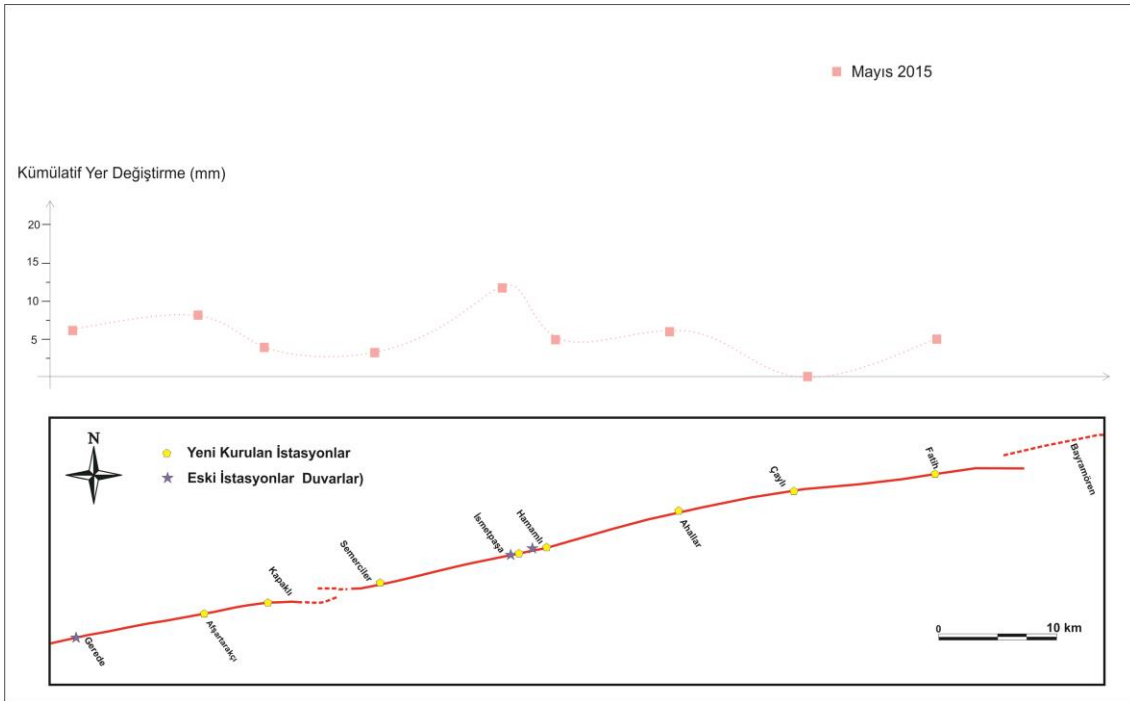 Mayıs 2015
Kümülatif Yer Değiştirme (mm)
20
15
10
5
N
Yeni Kurulan İstasyonlar
Eski İstasyonlar Duvarlar)
Gerede
Afşartarakçı
Kapaklı
Semerciler
İsmetpaşa
Hamamlı
Ahallar
Çaylı
Fatih
Bayramören
0 10 km